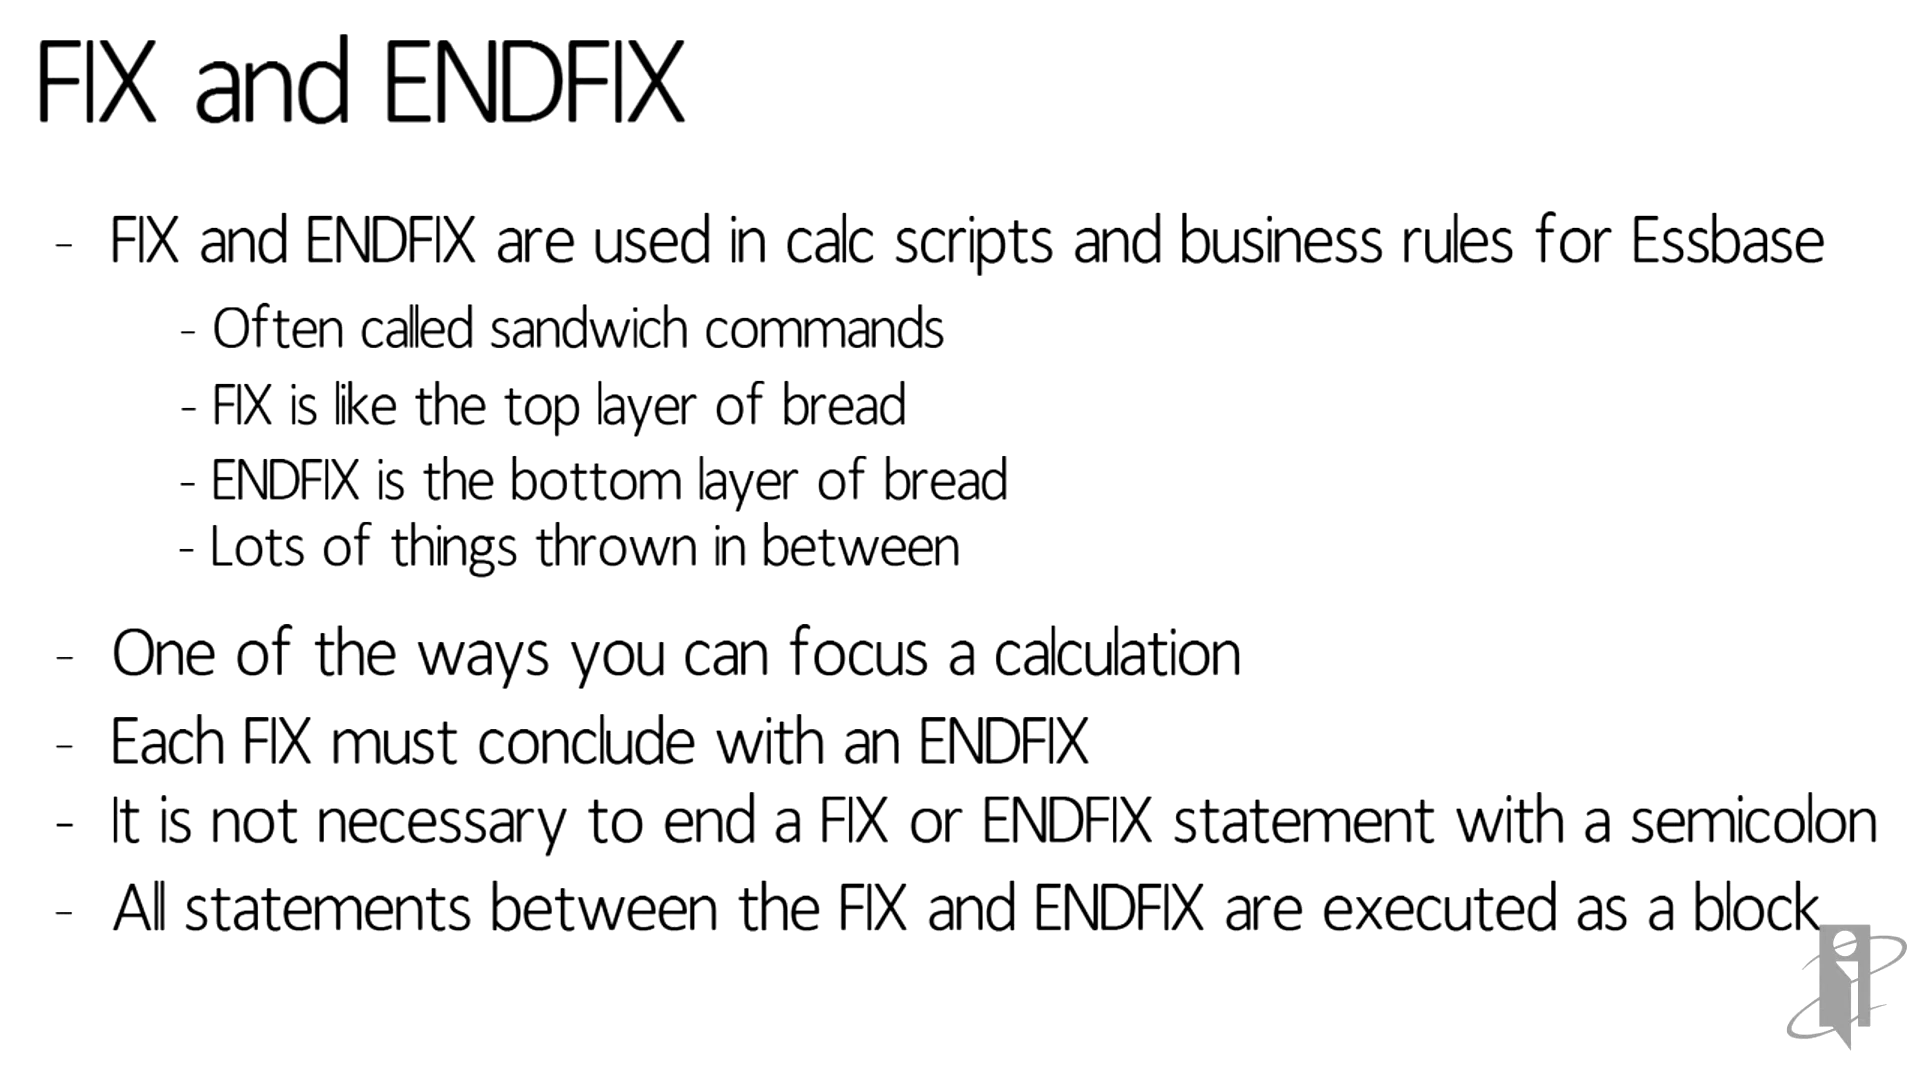 FIX and ENDFIX
- FIX and ENDFIX are used in calc scripts and business rules for Essbase
- Often called sandwich commands
- FIX is like the top layer of bread
- ENDFIX is the bottom layer of bread
- Lots of things thrown in between
- One of the ways you can focus a calculation
- Each FIX must conclude with an ENDFIX
- It is not necessary to end a FIX or ENDFIX statement with a semicolon
- All statements between the FIX and ENDFIX are executed as a block